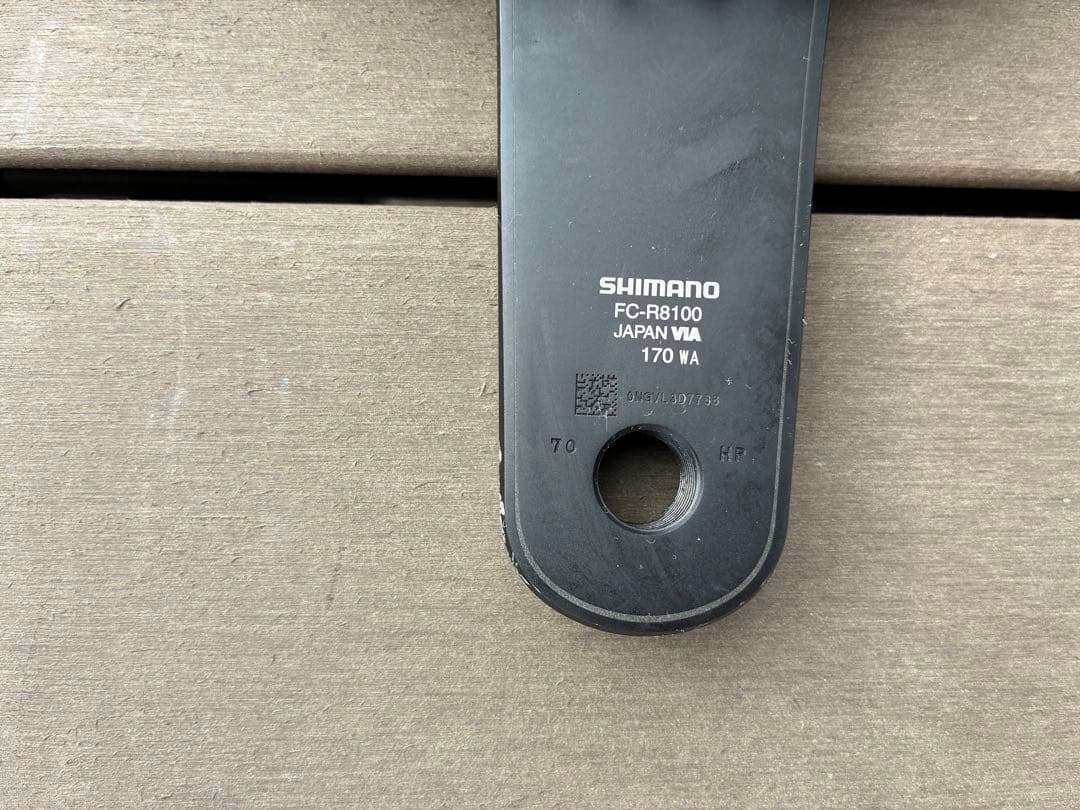 SHIMANO
FC-R8100
JAPAN VIA
170 WA
70 HP